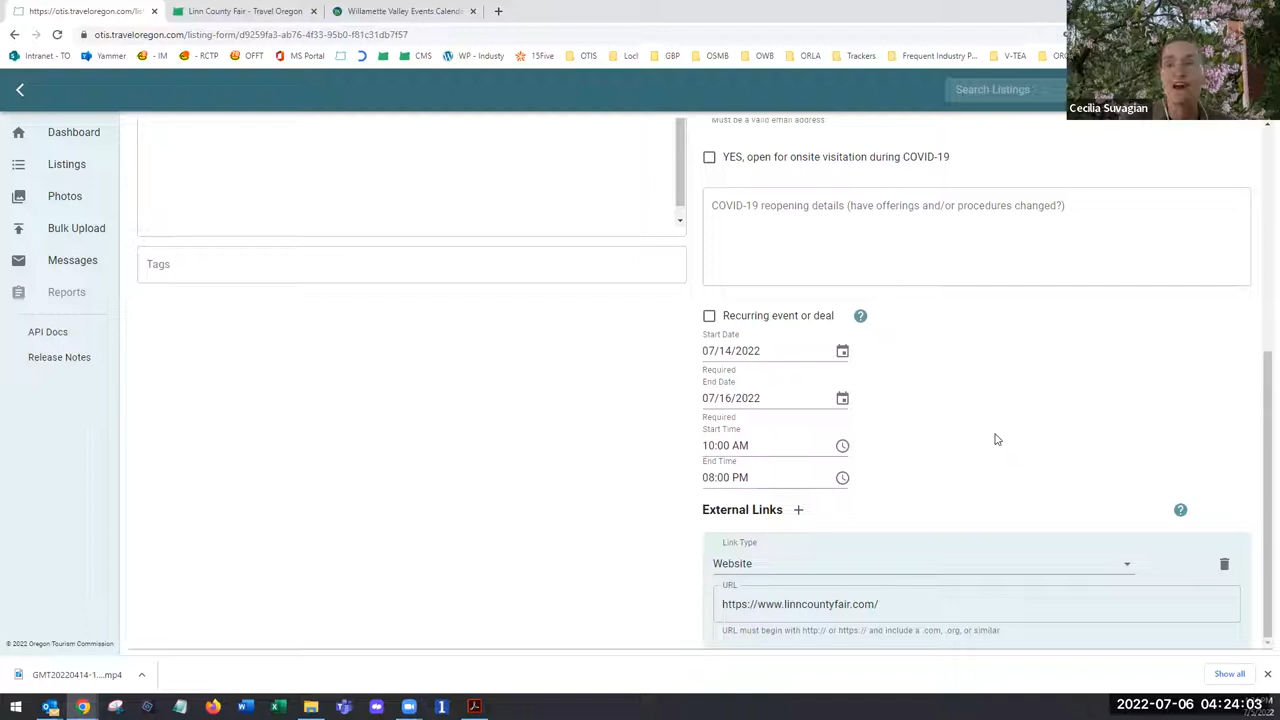 https://otis.traveloregon.com/list
Linn County Fair - Travel Oregon
Willamette Valley Events Calenda
otis.traveloregon.com/listing-form/d9259fa3-ab76-4f33-95b0-f81c31db7f57
Intranet - TO
Yammer
- IM
- RCTP
OFFT
MS Portal
CMS
WP - Industy
15Five
OTIS
Locl
GBP
OSMB
OWB
ORLA
Trackers
Frequent Industry P...
V-TEA
Search Listings
Cecilia Suvagian
Dashboard
Listings
Photos
Bulk Upload
Messages
Reports
API Docs
Release Notes
Tags
Must be a valid email address
YES, open for onsite visitation during COVID-19
COVID-19 reopening details (have offerings and/or procedures changed?)
Recurring event or deal
Start Date
07/14/2022
Required
End Date
07/16/2022
Required
Start Time
10:00 AM
End Time
08:00 PM
External Links +
Link Type
Website
URL
https://www.linncountyfair.com/
URL must begin with http:// or https:// and include a .com, .org, or similar
© 2022 Oregon Tourism Commission
GMT20220414-1....mp4
Show all
2022-07-06 04:24:03